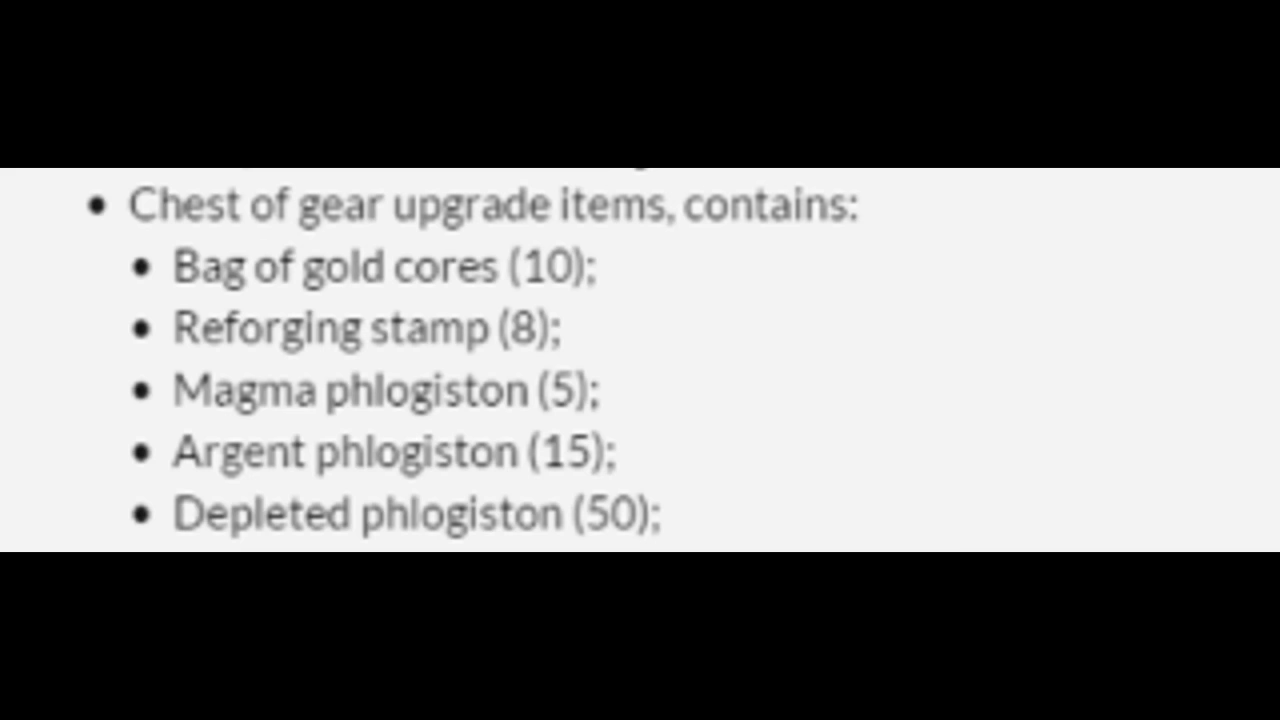 • Chest of gear upgrade items, contains:
• Bag of gold cores (10);
• Reforging stamp (8);
• Magma phlogiston (5);
• Argent phlogiston (15);
• Depleted phlogiston (50);